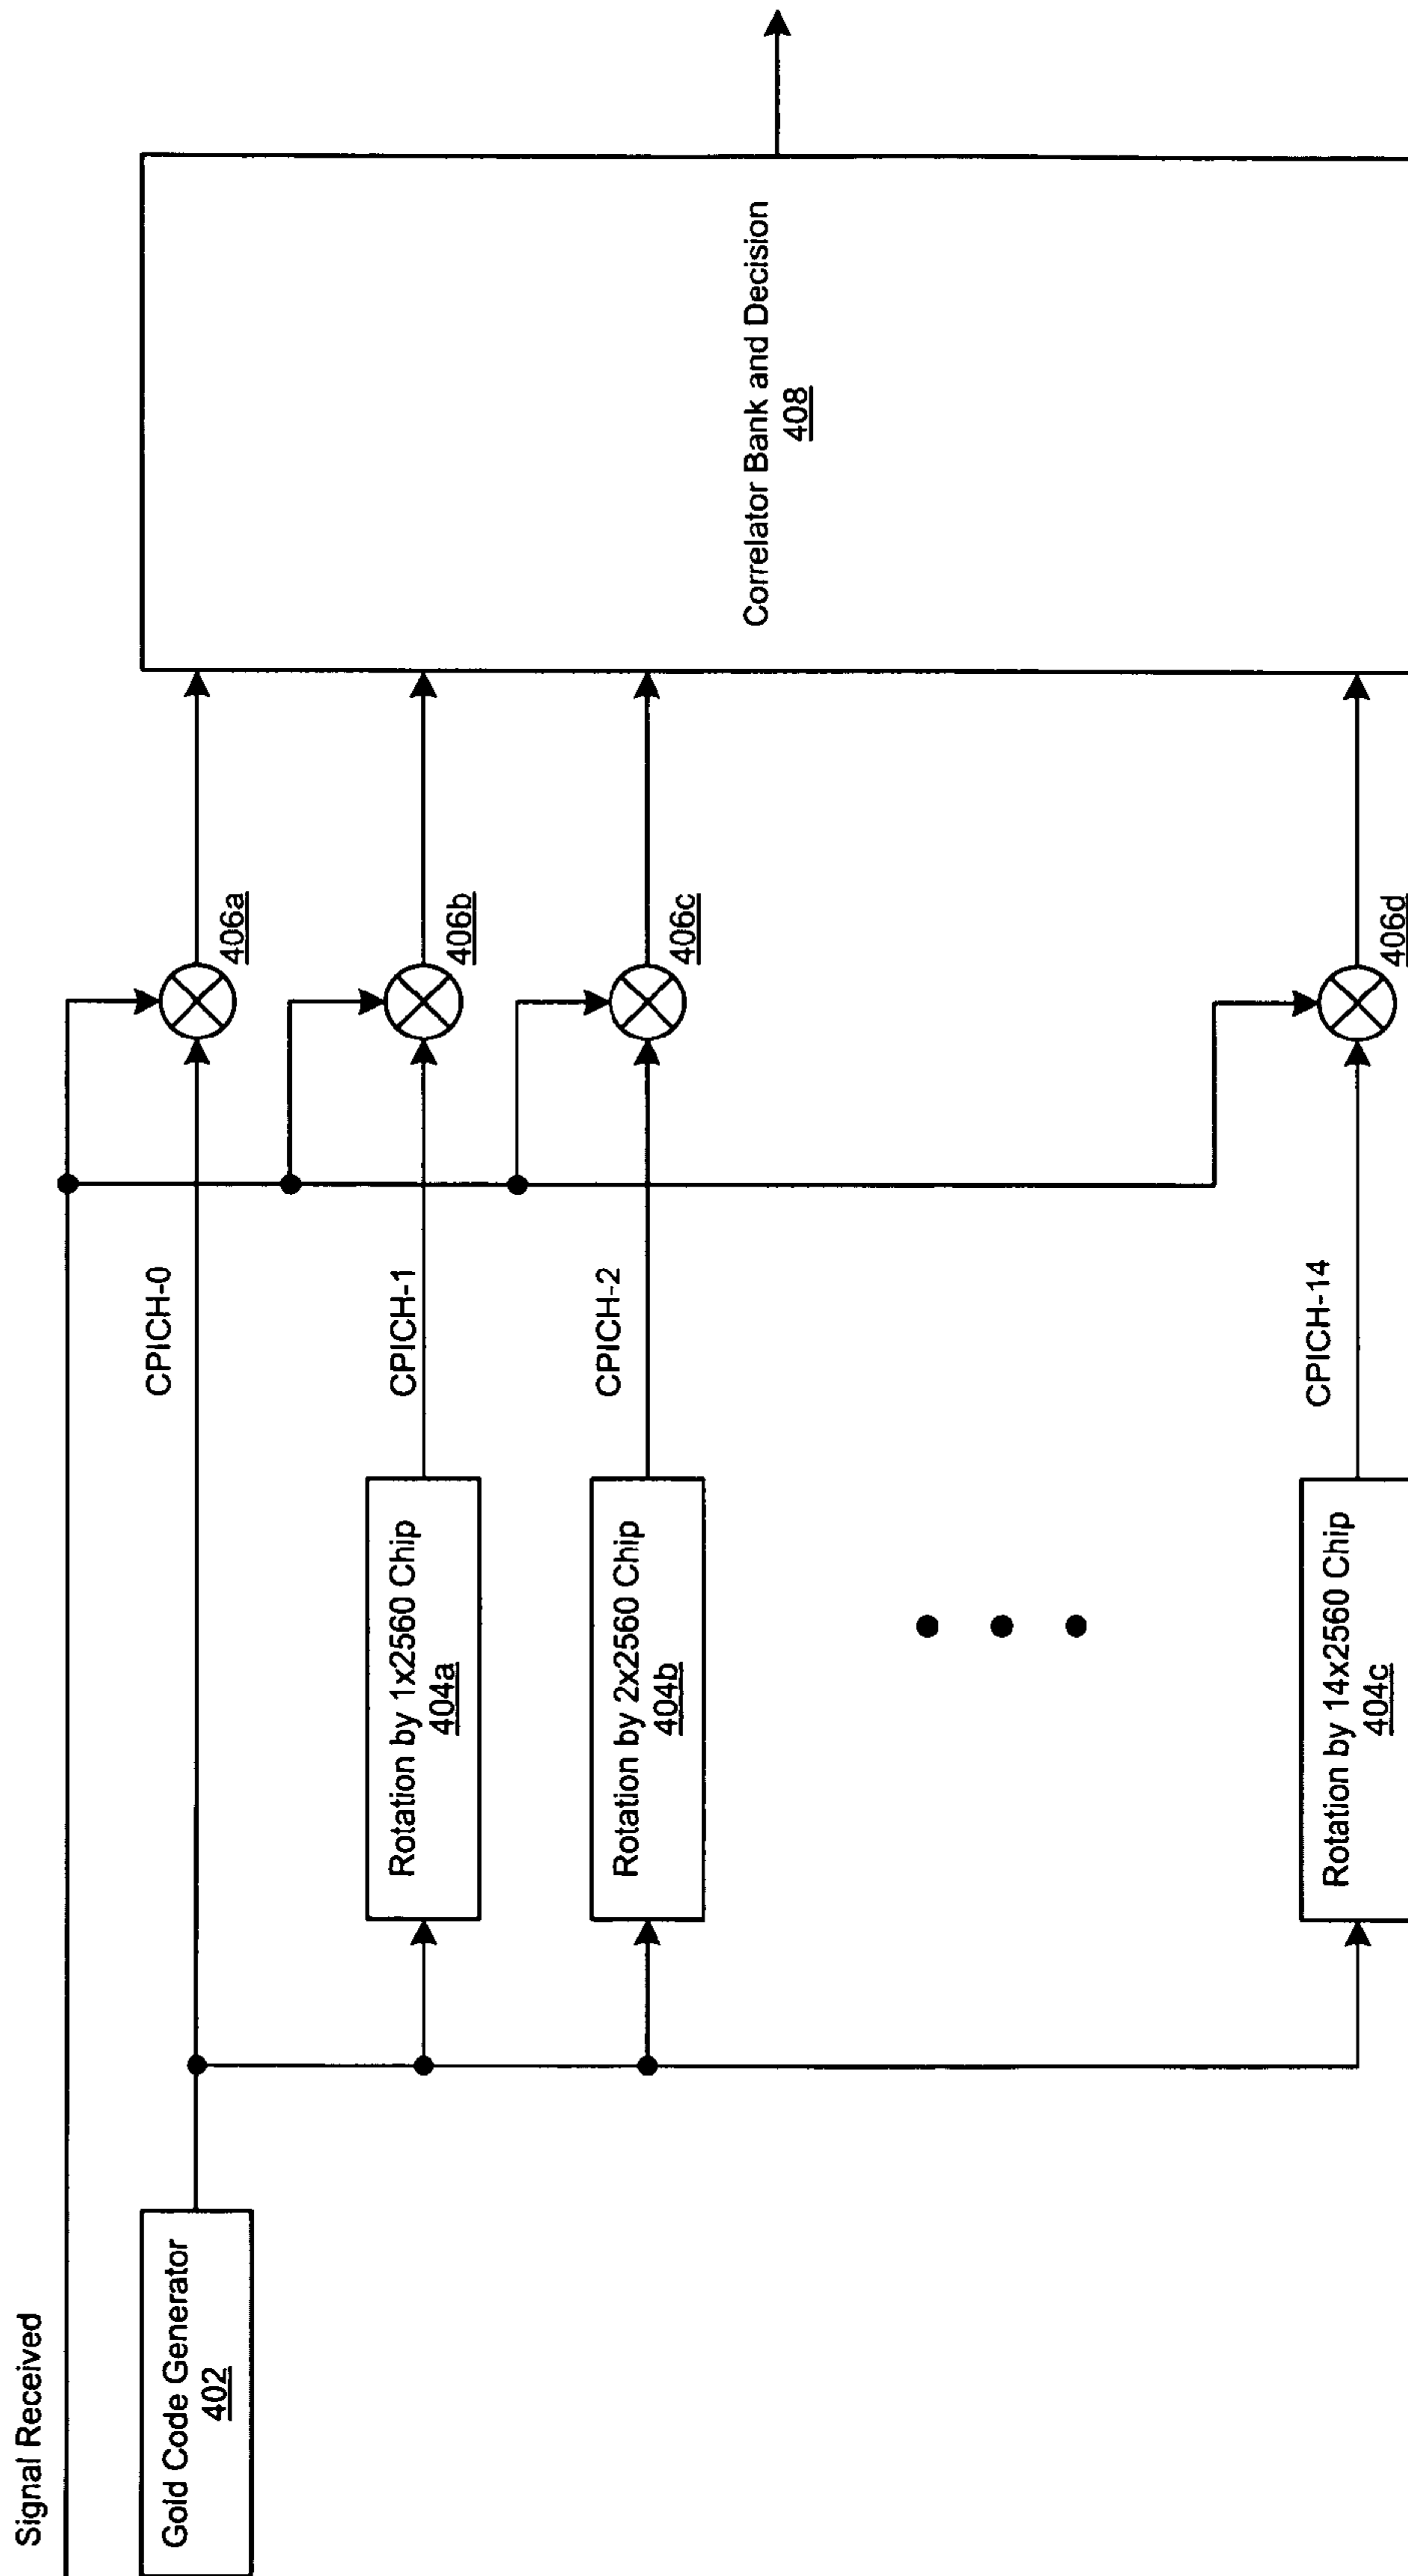 Signal Received
Gold Code Generator
402
CPICH-0
406a
Rotation by 1x2560 Chip
404a
CPICH-1
406b
Rotation by 2x2560 Chip
404b
CPICH-2
406c
Rotation by 14x2560 Chip
404c
CPICH-14
406d
Correlator Bank and Decision
408